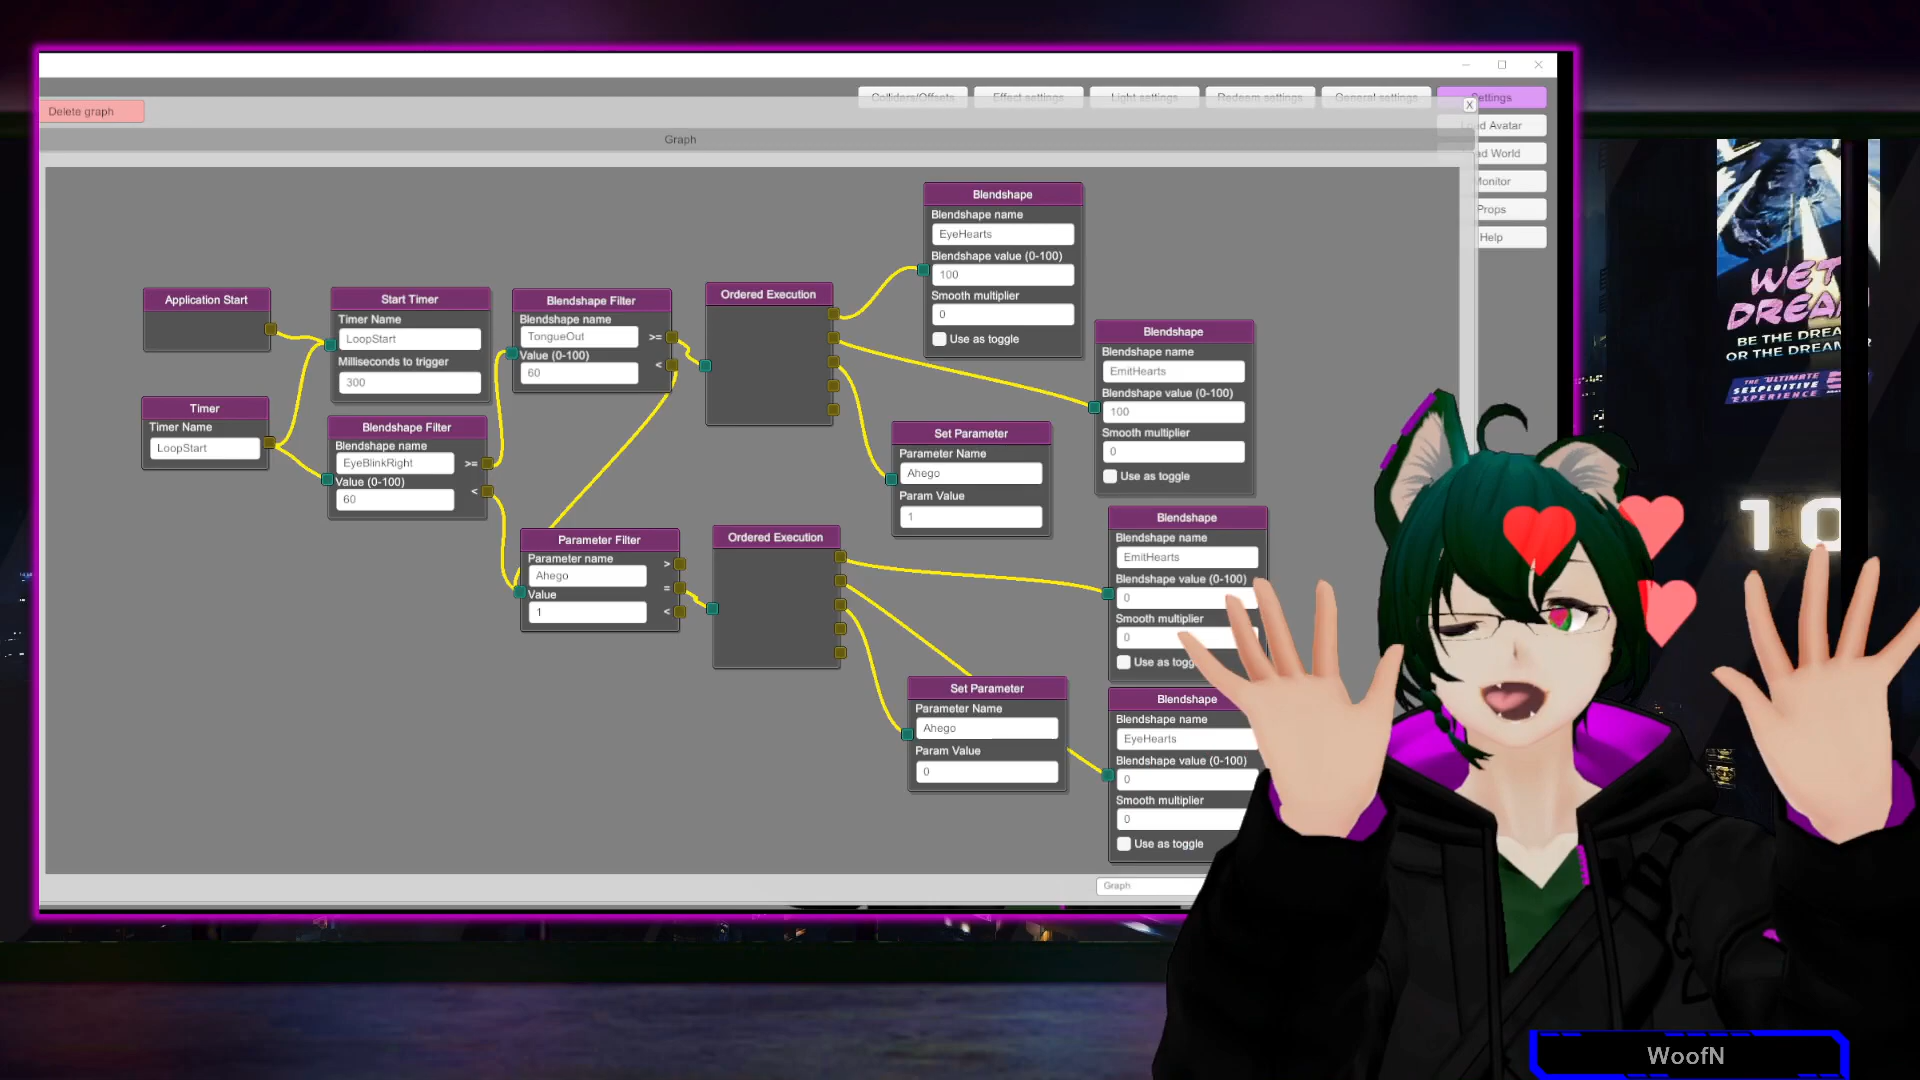 Delete graph
Colliders/Offsets
Effect settings
Light settings
Redeem settings
General settings
Settings
X
Avatar
World
Monitor
Props
Help
Graph
Application Start
Timer
Timer Name
LoopStart
Start Timer
Timer Name
LoopStart
Milliseconds to trigger
300
Blendshape Filter
Blendshape name
EyeBlinkRight
>=
Value (0-100)
<
60
Blendshape Filter
Blendshape name
TongueOut
>=
Value (0-100)
<
60
Ordered Execution
Blendshape
Blendshape name
EyeHearts
Blendshape value (0-100)
100
Smooth multiplier
0
Use as toggle
Blendshape
Blendshape name
EmitHearts
Blendshape value (0-100)
100
Smooth multiplier
0
Use as toggle
Set Parameter
Parameter Name
Ahego
Param Value
1
Parameter Filter
Parameter name
>
Ahego
=
Value
<
1
Ordered Execution
Blendshape
Blendshape name
EmitHearts
Blendshape value (0-100)
0
Smooth multiplier
0
Use as togg
Set Parameter
Parameter Name
Ahego
Param Value
0
Blendshape
Blendshape name
EyeHearts
Blendshape value (0-100)
0
Smooth multiplier
0
Use as toggle
Graph
WET
DREAM
BE THE DREAM
OR THE DREAM
THE ULTIMATE
SEXPLOITIVE
EXPERIENCE
10
WoofN